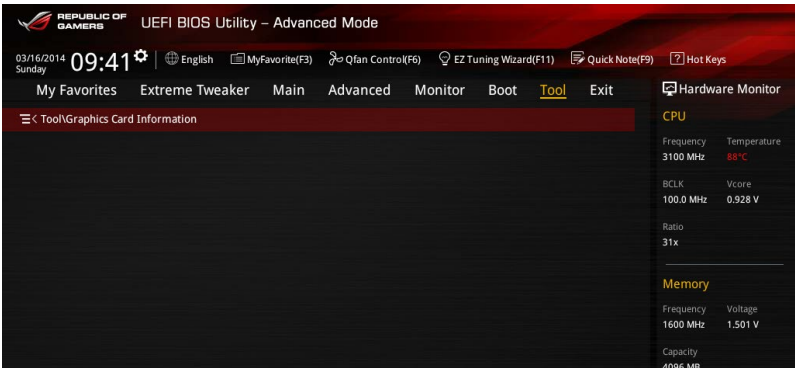 REPUBLIC OF
GAMERS
UEFI BIOS Utility – Advanced Mode
03/16/2014
Sunday
09:41
English
MyFavorite(F3)
Qfan Control(F6)
EZ Tuning Wizard(F11)
Quick Note(F9)
? Hot Keys
My Favorites Extreme Tweaker Main Advanced Monitor Boot Tool Exit
Tool\Graphics Card Information
Hardware Monitor
CPU
Frequency Temperature
3100 MHz 88°C
BCLK Vcore
100.0 MHz 0.928 V
Ratio
31x
Memory
Frequency Voltage
1600 MHz 1.501 V
Capacity
4096 MB